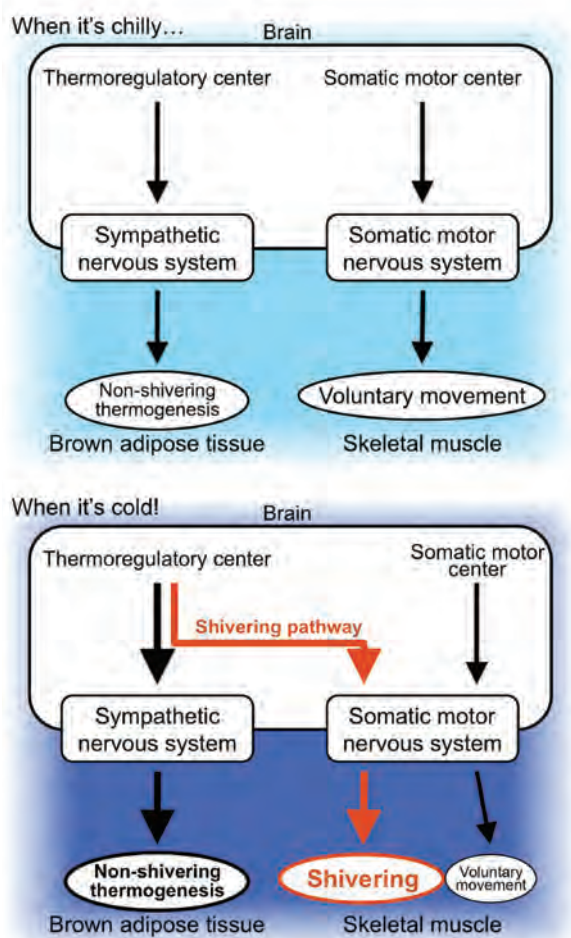 When it's chilly...
Brain
Thermoregulatory center
Somatic motor center
Sympathetic
nervous system
Somatic motor
nervous system
Non-shivering
thermogenesis
Voluntary movement
Brown adipose tissue
Skeletal muscle
When it's cold!
Brain
Thermoregulatory center
Somatic motor
center
Shivering pathway
Sympathetic
nervous system
Somatic motor
nervous system
Non-shivering
thermogenesis
Shivering
Voluntary
movement
Brown adipose tissue
Skeletal muscle